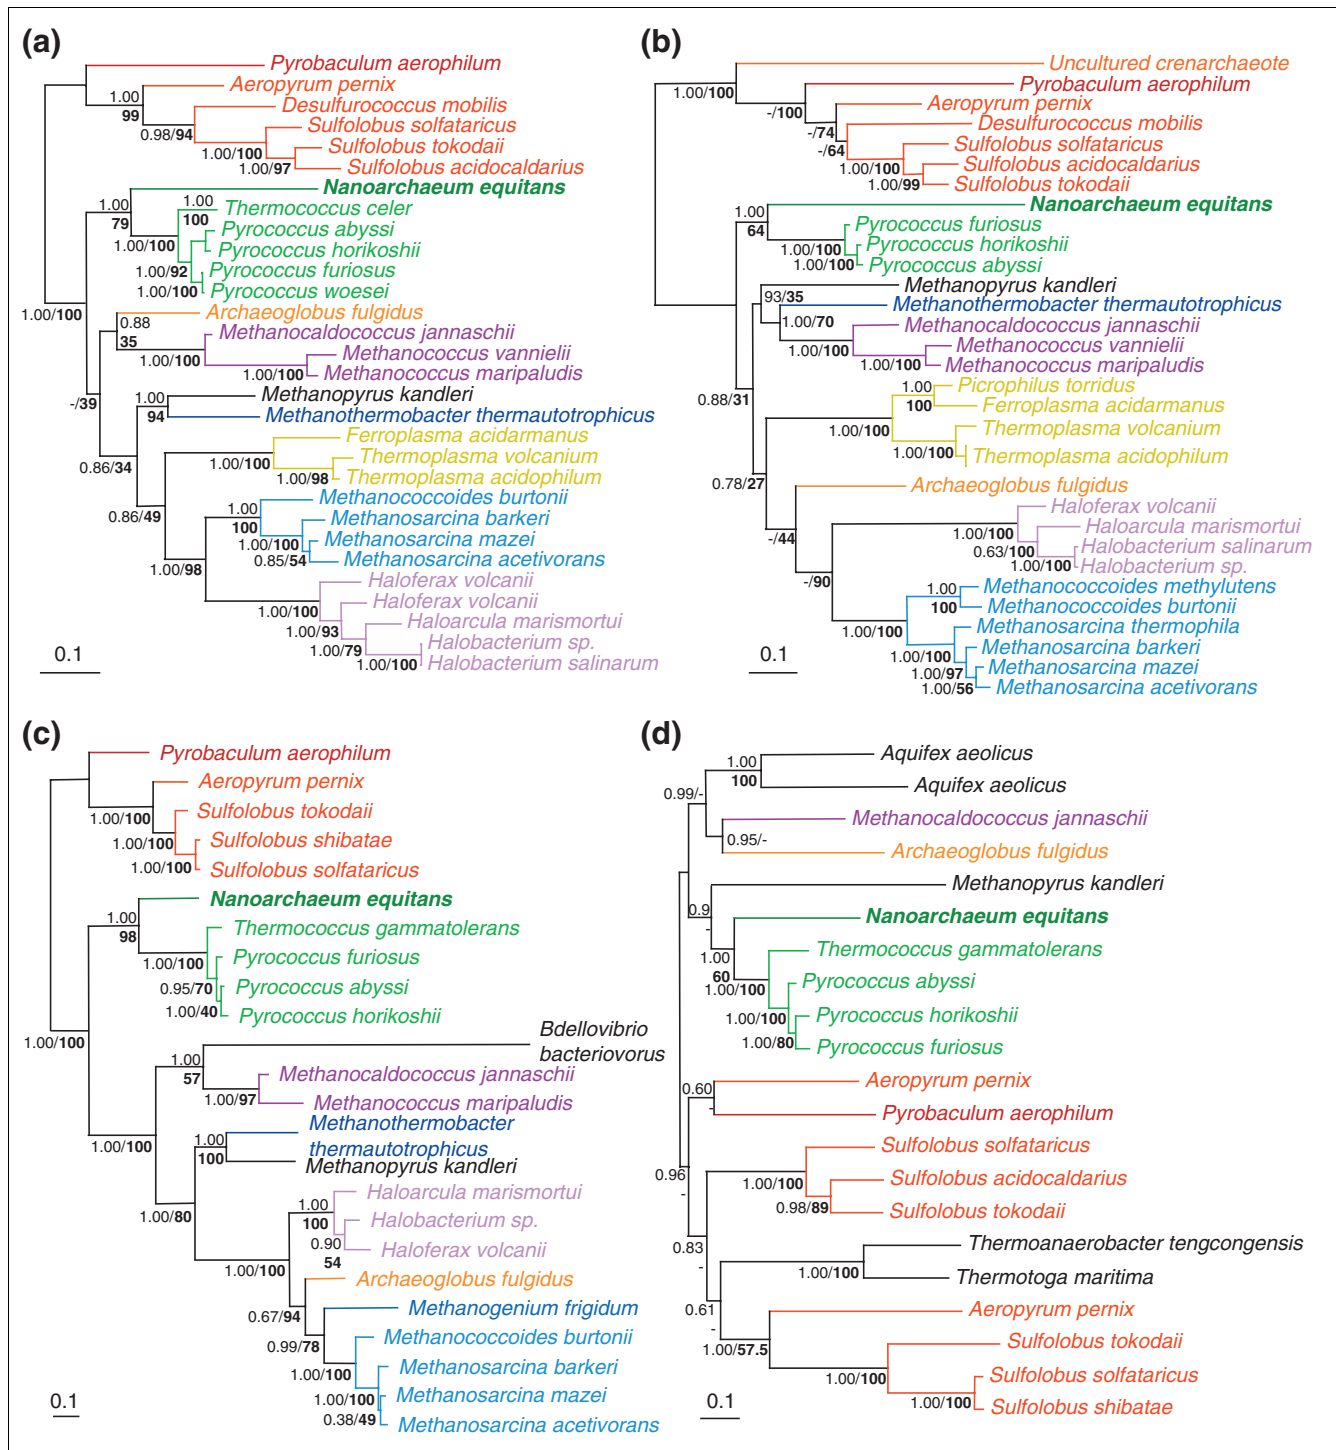 (a)
Pyrobaculum aerophilum
Aeropyrum pernix
1.00
99
Desulfurococcus mobilis
0.98/94
Sulfolobus solfataricus
1.00/100
Sulfolobus tokodaii
1.00/97
Sulfolobus acidocaldarius
Nanoarchaeum equitans
1.00
79
1.00
100
Thermococcus celer
Pyrococcus abyssi
1.00/100
Pyrococcus horikoshii
1.00/92
Pyrococcus furiosus
1.00/100
Pyrococcus woesei
1.00/100
Archaeoglobus fulgidus
0.88
35
Methanocaldococcus jannaschii
1.00/100
Methanococcus vannielii
1.00/100
Methanococcus maripaludis
-/39
Methanopyrus kandleri
1.00
94
Methanothermobacter thermautotrophicus
Ferroplasma acidarmanus
0.86/34
1.00/100
Thermoplasma volcanium
1.00/98
Thermoplasma acidophilum
Methanococcoides burtonii
1.00
100
0.86/49
Methanosarcina barkeri
1.00/100
Methanosarcina mazei
0.85/54
Methanosarcina acetivorans
1.00/98
Haloferax volcanii
1.00/100
Haloferax volcanii
1.00/93
Haloarcula marismortui
1.00/79
Halobacterium sp.
1.00/100
Halobacterium salinarum
0.1
(b)
Uncultured crenarchaeote
1.00/100
Pyrobaculum aerophilum
-/100
Aeropyrum pernix
-/74
Desulfurococcus mobilis
-/64
Sulfolobus solfataricus
1.00/100
Sulfolobus acidocaldarius
1.00/99
Sulfolobus tokodaii
Nanoarchaeum equitans
1.00
64
Pyrococcus furiosus
1.00/100
Pyrococcus horikoshii
1.00/100
Pyrococcus abyssi
Methanopyrus kandleri
93/35
Methanothermobacter thermautotrophicus
1.00/70
Methanocaldococcus jannaschii
1.00/100
Methanococcus vannielii
1.00/100
Methanococcus maripaludis
0.88/31
Picrophilus torridus
1.00
100
Ferroplasma acidarmanus
1.00/100
Thermoplasma volcanium
1.00/100
Thermoplasma acidophilum
0.78/27
Archaeoglobus fulgidus
Haloferax volcanii
-/44
1.00/100
Haloarcula marismortui
0.63/100
Halobacterium salinarum
1.00/100
Halobacterium sp.
-/90
Methanococcoides methylutens
1.00
100
Methanococcoides burtonii
1.00/100
Methanosarcina thermophila
1.00/100
Methanosarcina barkeri
1.00/97
Methanosarcina mazei
1.00/56
Methanosarcina acetivorans
0.1
(c)
Pyrobaculum aerophilum
Aeropyrum pernix
1.00/100
Sulfolobus tokodaii
1.00/100
Sulfolobus shibatae
1.00/100
Sulfolobus solfataricus
Nanoarchaeum equitans
1.00
98
Thermococcus gammatolerans
1.00/100
Pyrococcus furiosus
0.95/70
Pyrococcus abyssi
1.00/40
Pyrococcus horikoshii
1.00/100
Bdellovibrio
bacteriovorus
1.00
57
Methanocaldococcus jannaschii
1.00/97
Methanococcus maripaludis
1.00/100
Methanothermobacter
thermautotrophicus
1.00
100
Methanopyrus kandleri
1.00/80
Haloarcula marismortui
1.00
100
Halobacterium sp.
0.90
54
Haloferax volcanii
1.00/100
Archaeoglobus fulgidus
0.67/94
Methanogenium frigidum
0.99/78
Methanococcoides burtonii
1.00/100
Methanosarcina barkeri
1.00/100
Methanosarcina mazei
0.38/49
Methanosarcina acetivorans
0.1
(d)
Aquifex aeolicus
1.00
100
Aquifex aeolicus
0.99/-
Methanocaldococcus jannaschii
0.95/-
Archaeoglobus fulgidus
Methanopyrus kandleri
0.9
-
Nanoarchaeum equitans
1.00
60
Thermococcus gammatolerans
1.00/100
Pyrococcus abyssi
1.00/100
Pyrococcus horikoshii
1.00/80
Pyrococcus furiosus
Aeropyrum pernix
0.60
-
Pyrobaculum aerophilum
0.96
-
Sulfolobus solfataricus
1.00/100
Sulfolobus acidocaldarius
0.98/89
Sulfolobus tokodaii
0.83
-
Thermoanaerobacter tengcongensis
1.00/100
Thermotoga maritima
0.61
-
Aeropyrum pernix
1.00/57.5
Sulfolobus tokodaii
1.00/100
Sulfolobus solfataricus
1.00/100
Sulfolobus shibatae
0.1